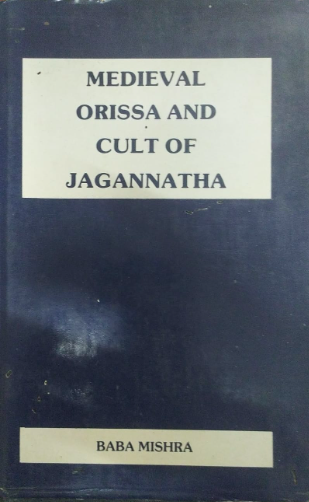 MEDIEVAL
ORISSA AND
CULT OF
JAGANNATHA
BABA MISHRA